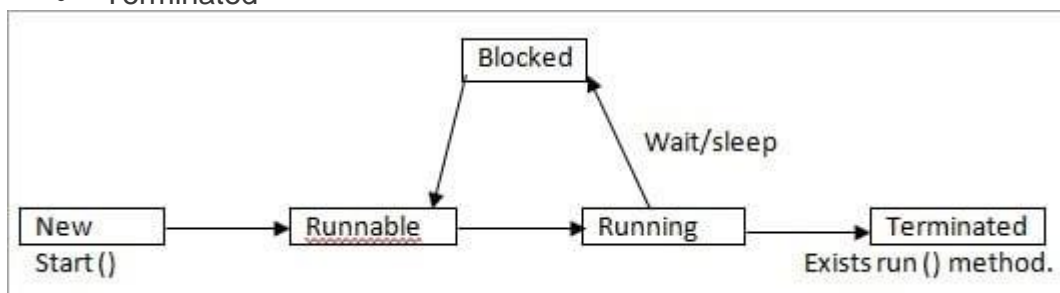 • Terminated
Blocked
Wait/sleep
New
Runnable
Running
Terminated
Start ()
Exists run () method.